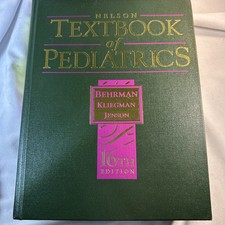 NELSON
TEXTBOOK
of
PEDIATRICS
BEHRMAN
KLIEGMAN
JENSON
16TH
EDITION